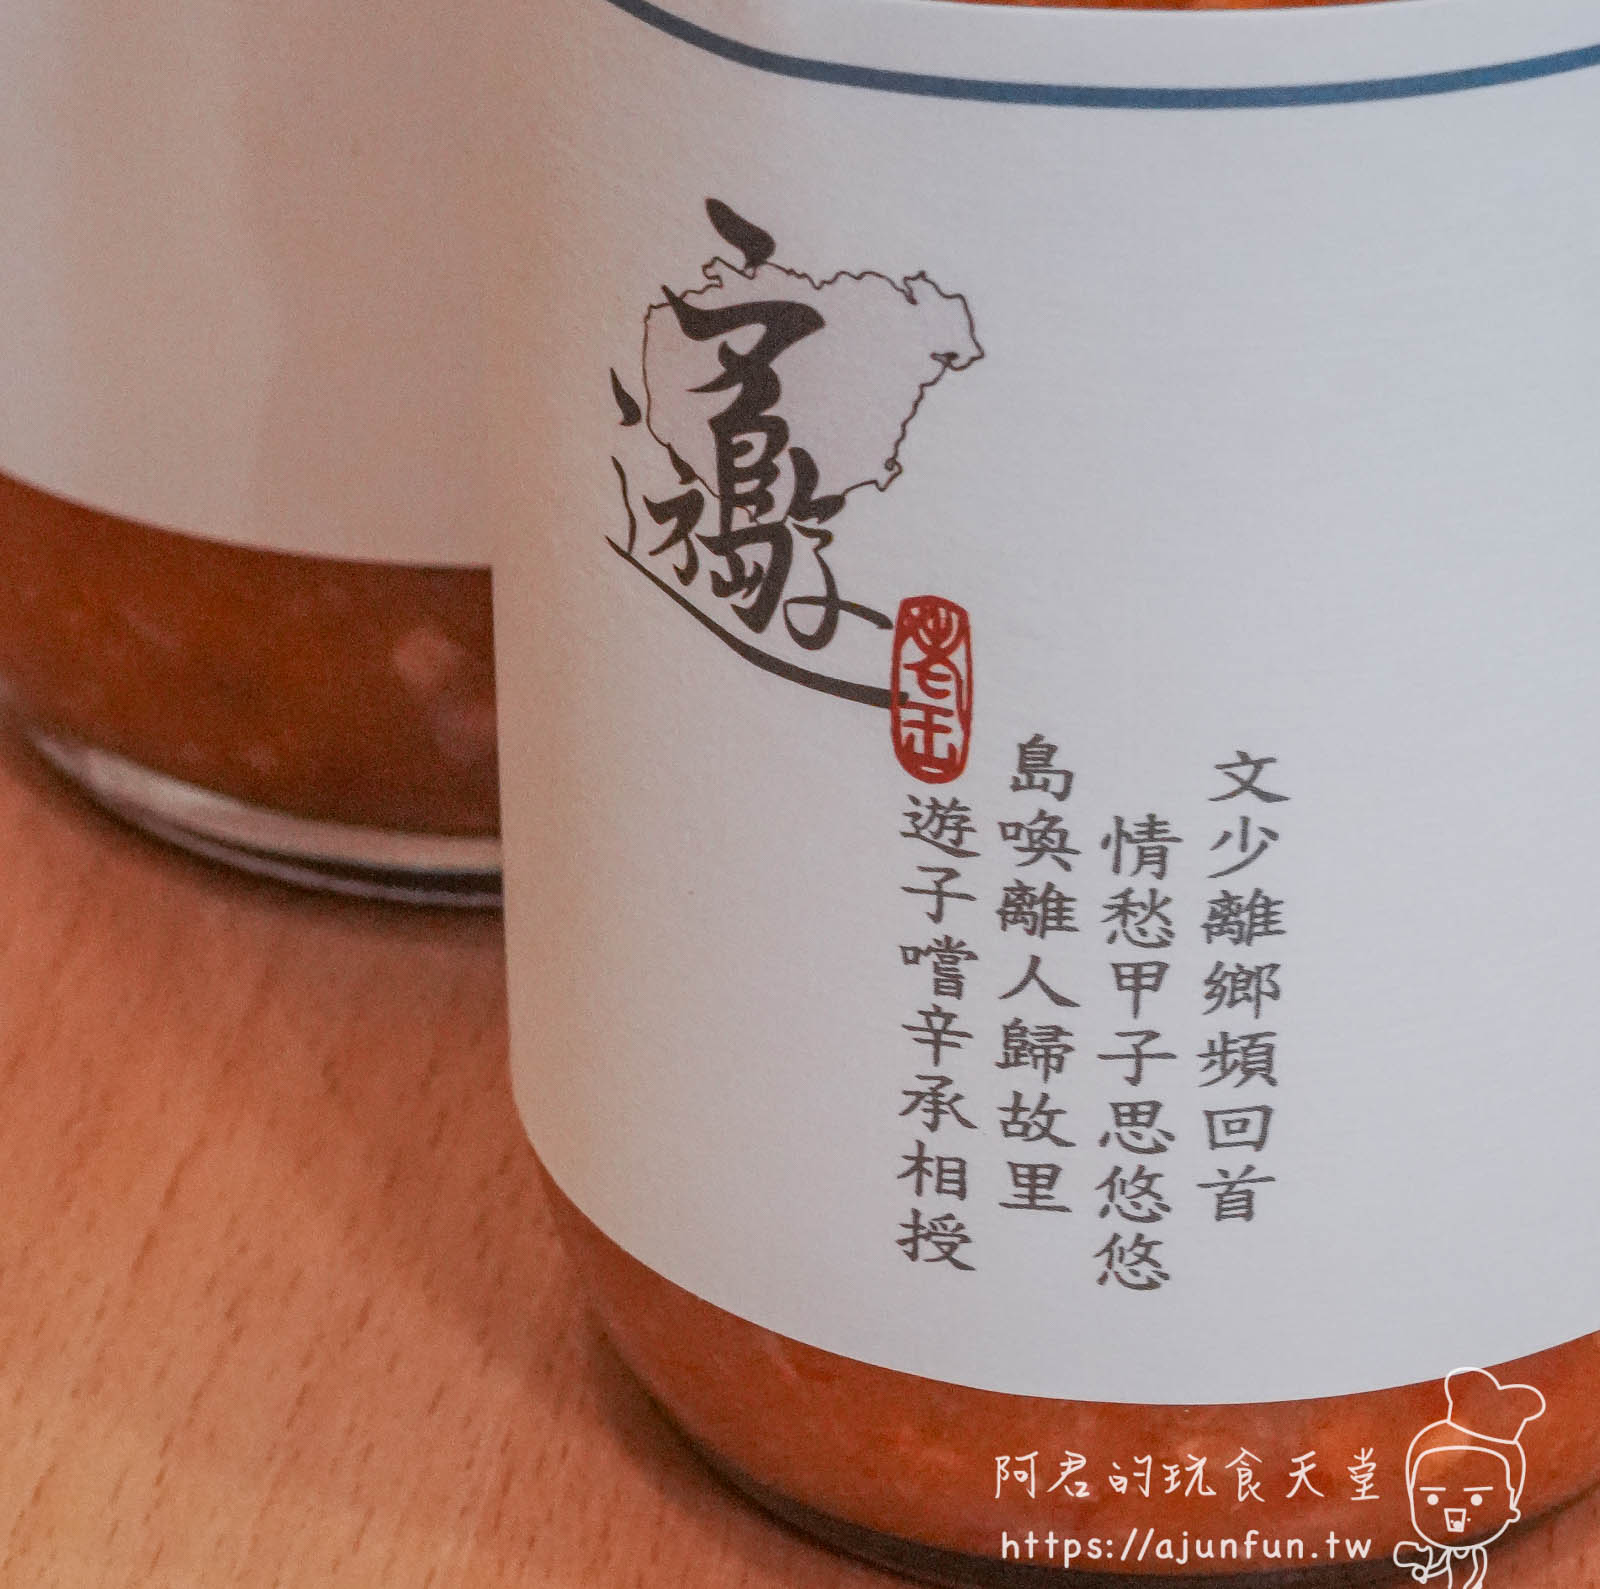 文少離鄉頻回首
情愁甲子思悠悠
島喚離人歸故里
遊子嚐辛承相授
阿君的玩食天堂
https://ajunfun.tw